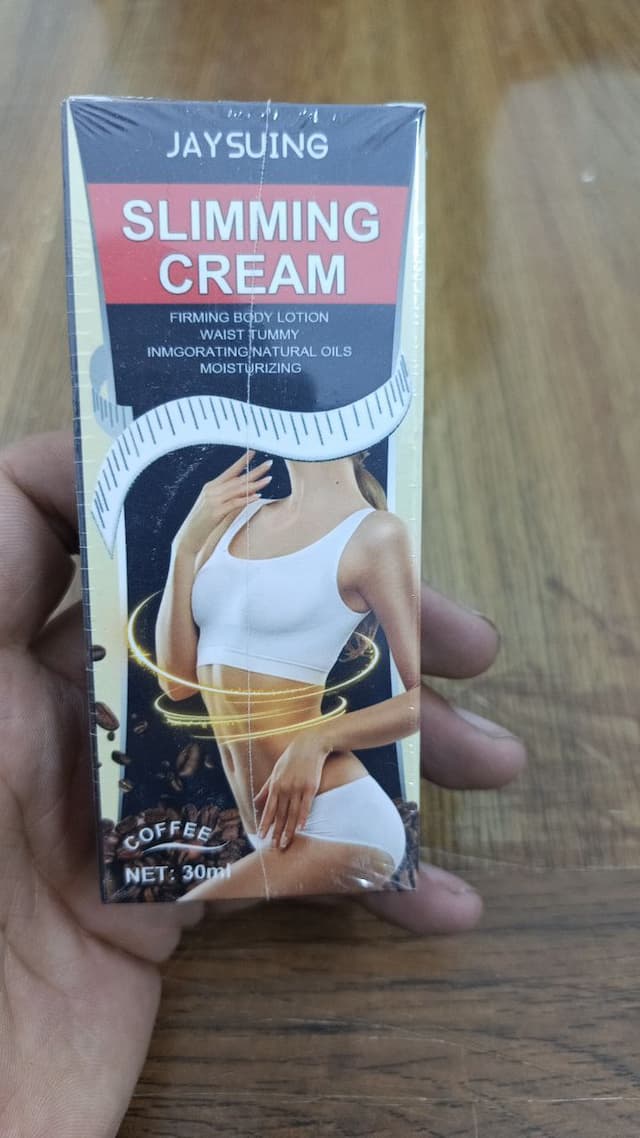 JAYSUING
SLIMMING
CREAM
FIRMING BODY LOTION
WAIST TUMMY
INMGORATING NATURAL OILS
MOISTURIZING
COFFEE
NET: 30ml